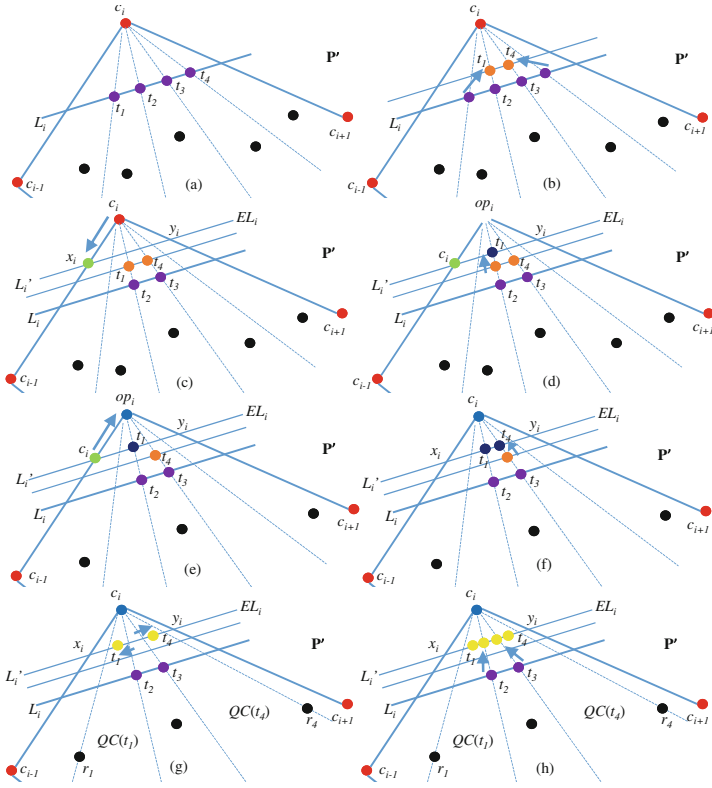 c_i
P'
t_1 t_2 t_3 t_4
L_i
c_{i+1}
c_{i-1}
(a)
c_i
P'
t_1 t_4
t_2 t_3
L_i
c_{i+1}
c_{i-1}
(b)
c_i
EL_i
y_i
x_i
P'
t_1 t_4
L_i'
t_2 t_3
L_i
c_{i+1}
c_{i-1}
(c)
op_i
EL_i
y_i
t_1
c_i
P'
t_4
L_i'
t_2 t_3
L_i
c_{i+1}
c_{i-1}
(d)
op_i
EL_i
y_i
t_1
c_i
P'
t_4
L_i'
t_2 t_3
L_i
c_{i+1}
c_{i-1}
(e)
c_i
EL_i
y_i
t_4
x_i
P'
t_1
L_i'
t_2 t_3
L_i
c_{i+1}
c_{i-1}
(f)
c_i
EL_i
y_i
x_i
t_4
P'
t_1
L_i'
t_3
t_2
L_i
c_{i+1}
r_4
QC(t_4)
QC(t_1)
c_{i-1}
r_1
(g)
c_i
EL_i
y_i
x_i
t_4
P'
t_1
L_i'
t_3
t_2
L_i
c_{i+1}
r_4
QC(t_4)
QC(t_1)
c_{i-1}
r_1
(h)